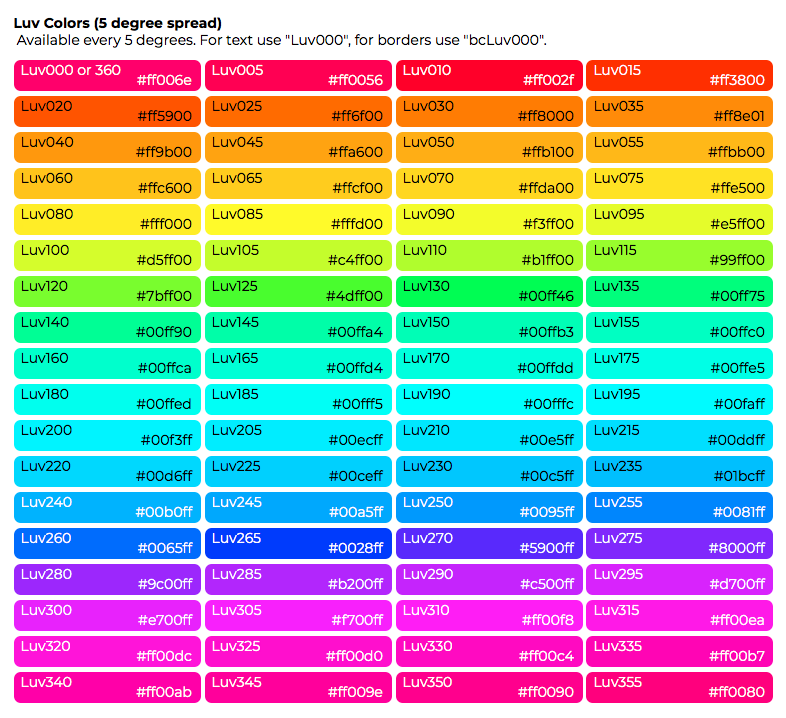 Luv Colors (5 degree spread)
Available every 5 degrees. For text use "Luv000", for borders use "bcLuv000".
Luv000 or 360 #ff006e Luv005 #ff0056 Luv010 #ff002f Luv015 #ff3800
Luv020 #ff5900 Luv025 #ff6f00 Luv030 #ff8000 Luv035 #ff8e01
Luv040 #ff9b00 Luv045 #ffa600 Luv050 #ffb100 Luv055 #ffbb00
Luv060 #ffc600 Luv065 #ffcf00 Luv070 #ffda00 Luv075 #ffe500
Luv080 #fff000 Luv085 #fffd00 Luv090 #f3ff00 Luv095 #e5ff00
Luv100 #d5ff00 Luv105 #c4ff00 Luv110 #b1ff00 Luv115 #99ff00
Luv120 #7bff00 Luv125 #4dff00 Luv130 #00ff46 Luv135 #00ff75
Luv140 #00ff90 Luv145 #00ffa4 Luv150 #00ffb3 Luv155 #00ffc0
Luv160 #00ffca Luv165 #00ffd4 Luv170 #00ffdd Luv175 #00ffe5
Luv180 #00ffed Luv185 #00fff5 Luv190 #00fffc Luv195 #00faff
Luv200 #00f3ff Luv205 #00ecff Luv210 #00e5ff Luv215 #00ddff
Luv220 #00d6ff Luv225 #00ceff Luv230 #00c5ff Luv235 #01bcff
Luv240 #00b0ff Luv245 #00a5ff Luv250 #0095ff Luv255 #0081ff
Luv260 #0065ff Luv265 #0028ff Luv270 #5900ff Luv275 #8000ff
Luv280 #9c00ff Luv285 #b200ff Luv290 #c500ff Luv295 #d700ff
Luv300 #e700ff Luv305 #f700ff Luv310 #ff00f8 Luv315 #ff00ea
Luv320 #ff00dc Luv325 #ff00d0 Luv330 #ff00c4 Luv335 #ff00b7
Luv340 #ff00ab Luv345 #ff009e Luv350 #ff0090 Luv355 #ff0080